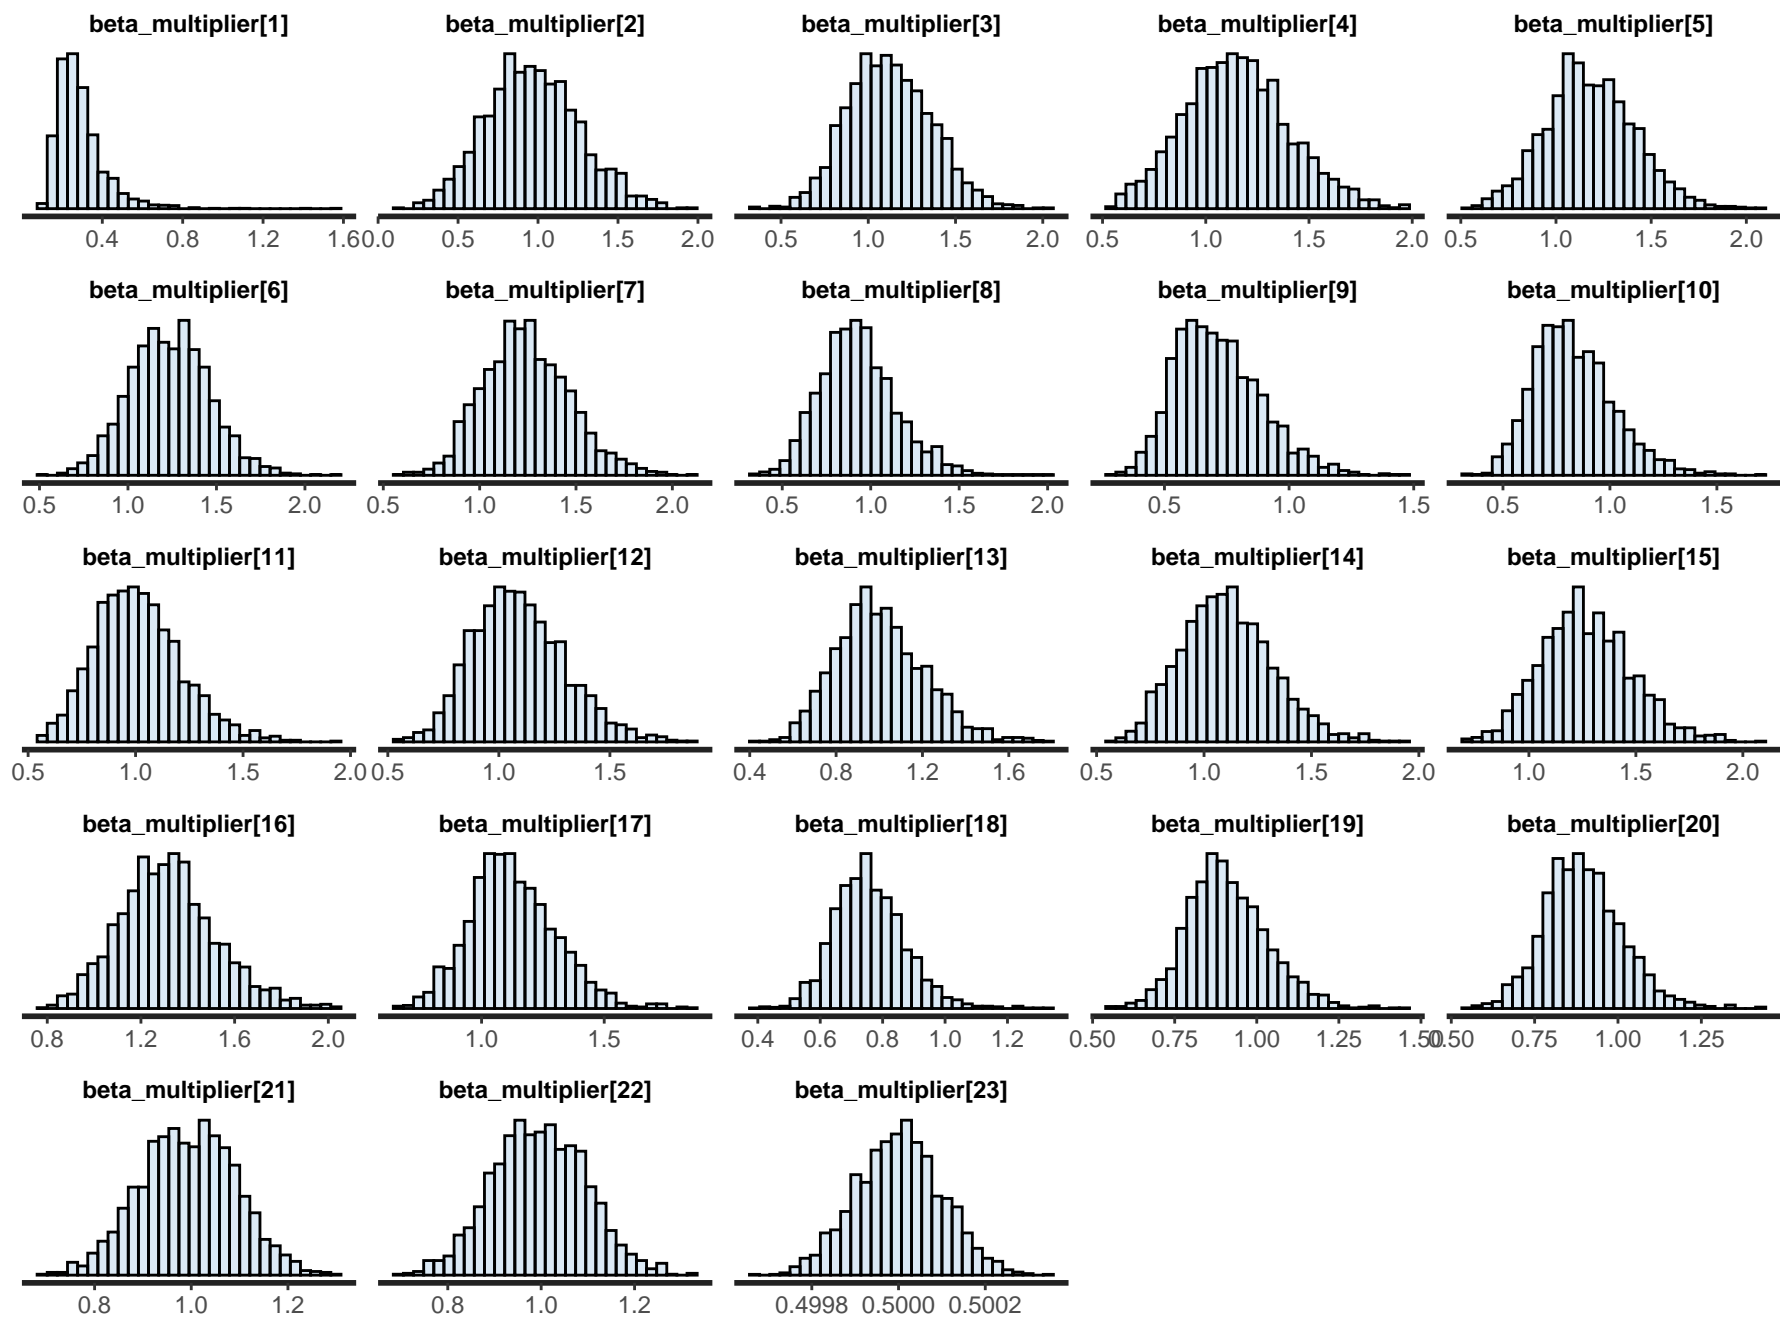 beta_multiplier[1] beta_multiplier[2] beta_multiplier[3] beta_multiplier[4] beta_multiplier[5]
0.4 0.8 1.2 1.6 0.0 0.5 1.0 1.5 2.0 0.5 1.0 1.5 2.0 0.5 1.0 1.5 2.0 0.5 1.0 1.5 2.0
beta_multiplier[6] beta_multiplier[7] beta_multiplier[8] beta_multiplier[9] beta_multiplier[10]
0.5 1.0 1.5 2.0 0.5 1.0 1.5 2.0 0.5 1.0 1.5 2.0 0.5 1.0 1.5 0.5 1.0 1.5
beta_multiplier[11] beta_multiplier[12] beta_multiplier[13] beta_multiplier[14] beta_multiplier[15]
0.5 1.0 1.5 2.0 0.5 1.0 1.5 0.4 0.8 1.2 1.6 0.5 1.0 1.5 2.0 1.0 1.5 2.0
beta_multiplier[16] beta_multiplier[17] beta_multiplier[18] beta_multiplier[19] beta_multiplier[20]
0.8 1.2 1.6 2.0 1.0 1.5 0.4 0.6 0.8 1.0 1.2 0.50 0.75 1.00 1.25 1.50 0.50 0.75 1.00 1.25
beta_multiplier[21] beta_multiplier[22] beta_multiplier[23]
0.8 1.0 1.2 0.8 1.0 1.2 0.4998 0.5000 0.5002